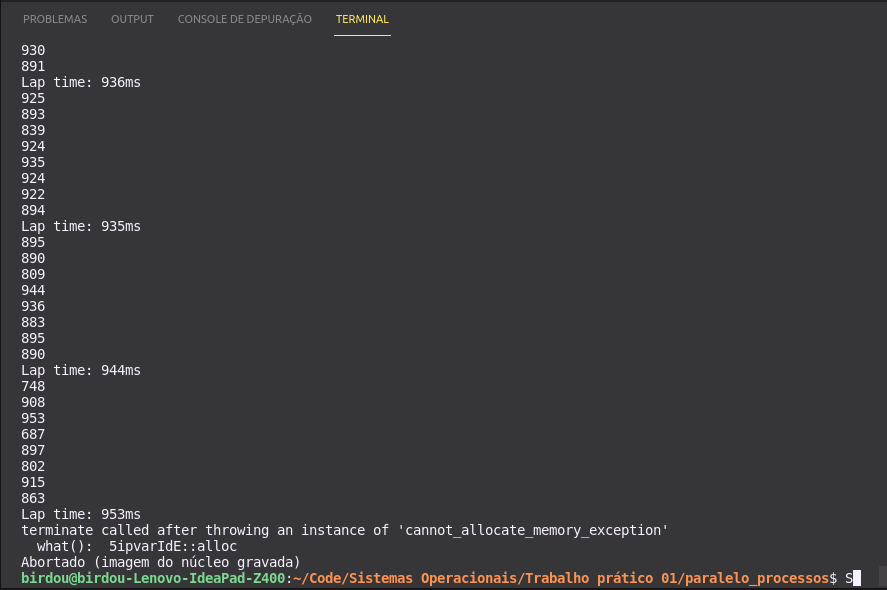 PROBLEMAS OUTPUT CONSOLE DE DEPURAÇÃO TERMINAL
930
891
Lap time: 936ms
925
893
839
924
935
924
922
894
Lap time: 935ms
895
890
809
944
936
883
895
890
Lap time: 944ms
748
908
953
687
897
802
915
863
Lap time: 953ms
terminate called after throwing an instance of 'cannot_allocate_memory_exception'
  what():  5ipvarIdE::alloc
Abortado (imagem do núcleo gravada)
birdou@birdou-Lenovo-IdeaPad-Z400:~/Code/Sistemas Operacionais/Trabalho prático 01/paralelo_processos$ S